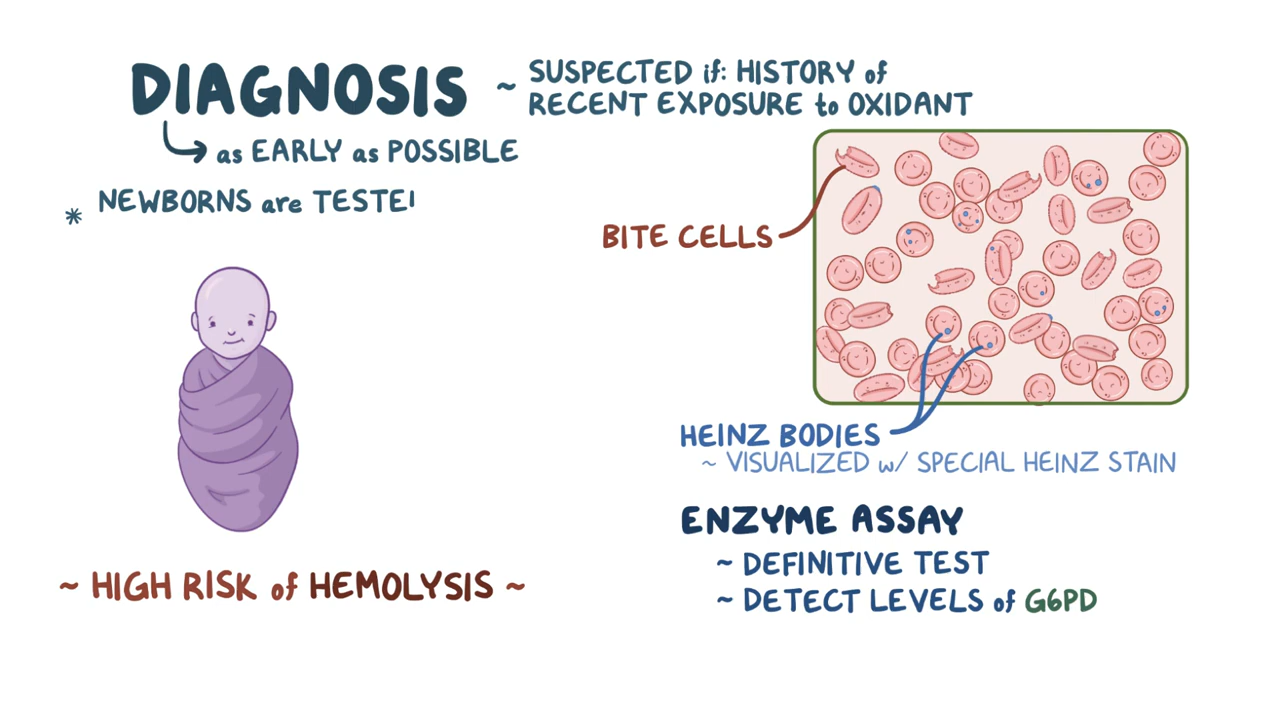 DIAGNOSIS
~ SUSPECTED if: HISTORY of
RECENT EXPOSURE to OXIDANT
as EARLY as POSSIBLE
* NEWBORNS are
BITE CELLS
HEINZ BODIES
~ VISUALIZED w/ SPECIAL HEINZ STAIN
ENZYME ASSAY
~ DEFINITIVE TEST
~ DETECT LEVELS of G6PD
~ HIGH RISK of HEMOLYSIS ~